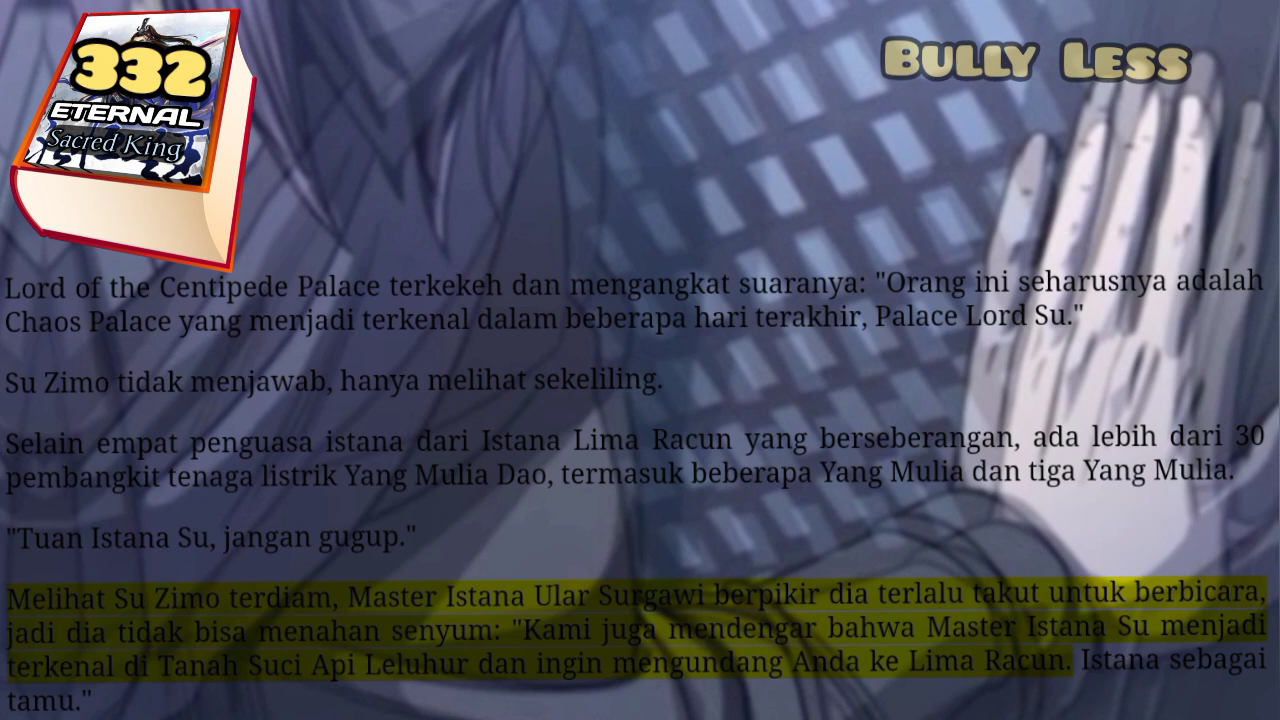 332
ETERNAL
Sacred King
BULLY LESS
Lord of the Centipede Palace terkekeh dan mengangkat suaranya: "Orang ini seharusnya adalah
Chaos Palace yang menjadi terkenal dalam beberapa hari terakhir, Palace Lord Su."
Su Zimo tidak menjawab, hanya melihat sekeliling.
Selain empat penguasa istana dari Istana Lima Racun yang berseberangan, ada lebih dari 30
pembangkit tenaga listrik Yang Mulia Dao, termasuk beberapa Yang Mulia dan tiga Yang Mulia.
"Tuan Istana Su, jangan gugup."
Melihat Su Zimo terdiam, Master Istana Ular Surgawi berpikir dia terlalu takut untuk berbicara,
jadi dia tidak bisa menahan senyum: "Kami juga mendengar bahwa Master Istana Su menjadi
terkenal di Tanah Suci Api Leluhur dan ingin mengundang Anda ke Lima Racun. Istana sebagai
tamu."